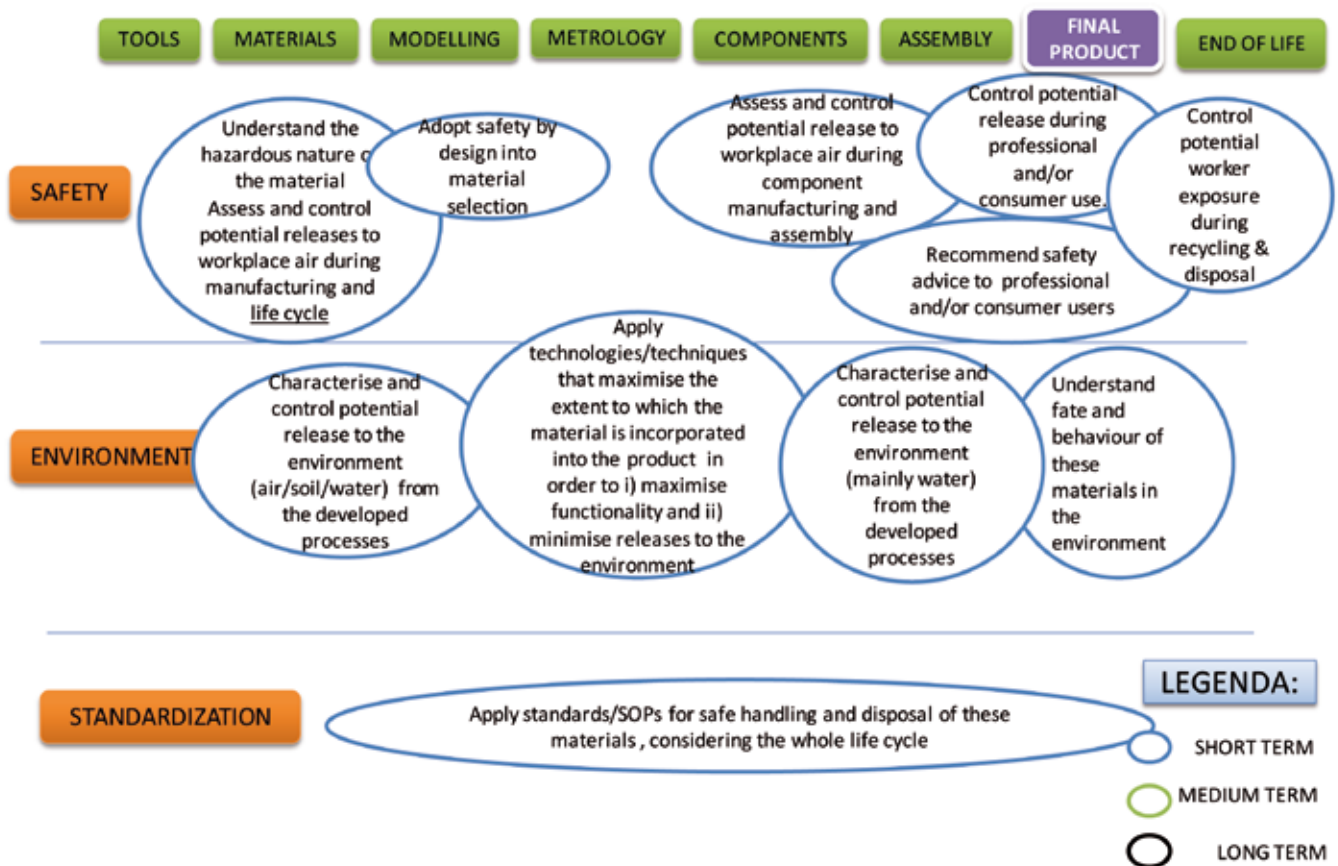 TOOLS
MATERIALS
MODELLING
METROLOGY
COMPONENTS
ASSEMBLY
FINAL
PRODUCT
END OF LIFE
SAFETY
Understand the
hazardous nature o
the material
Assess and control
potential releases to
workplace air during
manufacturing and
life cycle
Adopt safety by
design into
material
selection
Assess and control
potential release to
workplace air during
component
manufacturing and
assembly
Control potential
release during
professional
and/or
consumer use.
Control
potential
worker
exposure
during
recycling &
disposal
Recommend safety
advice to professional
and/or consumer users
ENVIRONMENT
Characterise and
control potential
release to the
environment
(air/soil/water) from
the developed
processes
Apply
technologies/techniques
that maximise the
extent to which the
material is incorporated
into the product in
order to i) maximise
functionality and ii)
minimise releases to the
environment
Characterise and
control potential
release to the
environment
(mainly water)
from the
developed
processes
Understand
fate and
behaviour of
these
materials in
the
environment
STANDARDIZATION
Apply standards/SOPs for safe handling and disposal of these
materials , considering the whole life cycle
LEGENDA:
SHORT TERM
MEDIUM TERM
LONG TERM